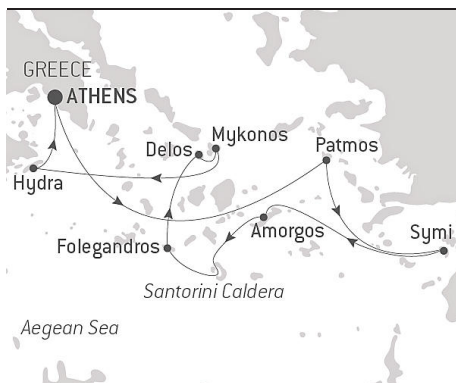 GREECE
ATHENS
Mykonos
Delos
Patmos
Hydra
Amorgos
Symi
Folegandros
Santorini Caldera
Aegean Sea